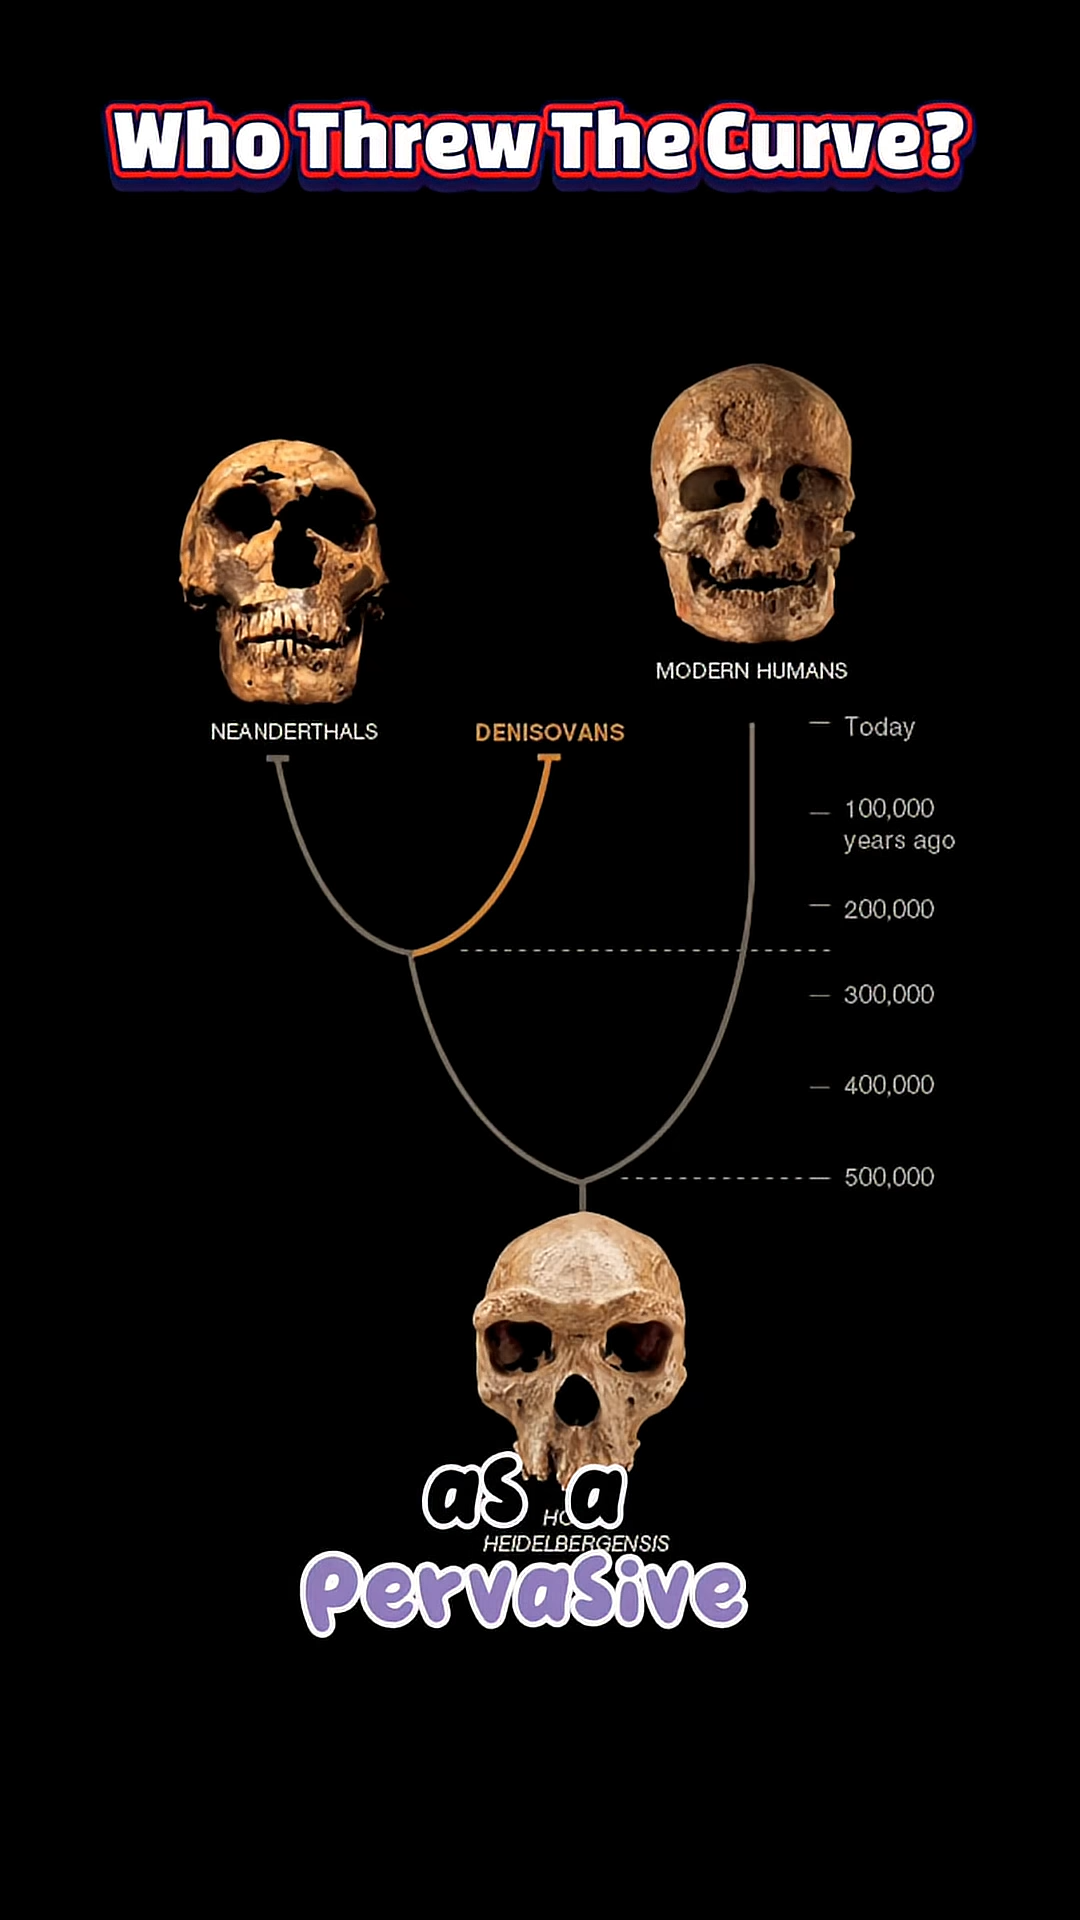 Who Threw The Curve?
MODERN HUMANS
NEANDERTHALS
DENISOVANS
Today
100,000
years ago
200,000
300,000
400,000
500,000
as a
HEIDELBERGENSIS
Pervasive